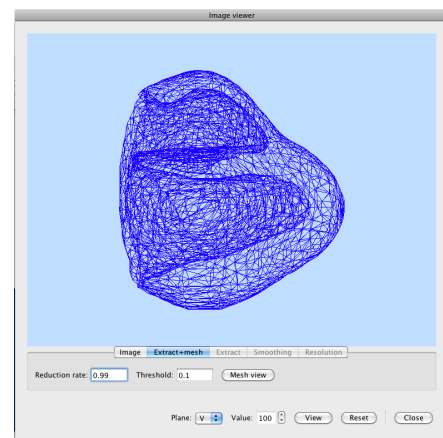 Image viewer
Image Extract+mesh Extract Smoothing Resolution
Reduction rate: 0.99 Threshold: 0.1 Mesh view
Plane: V Value: 100 View Reset Close